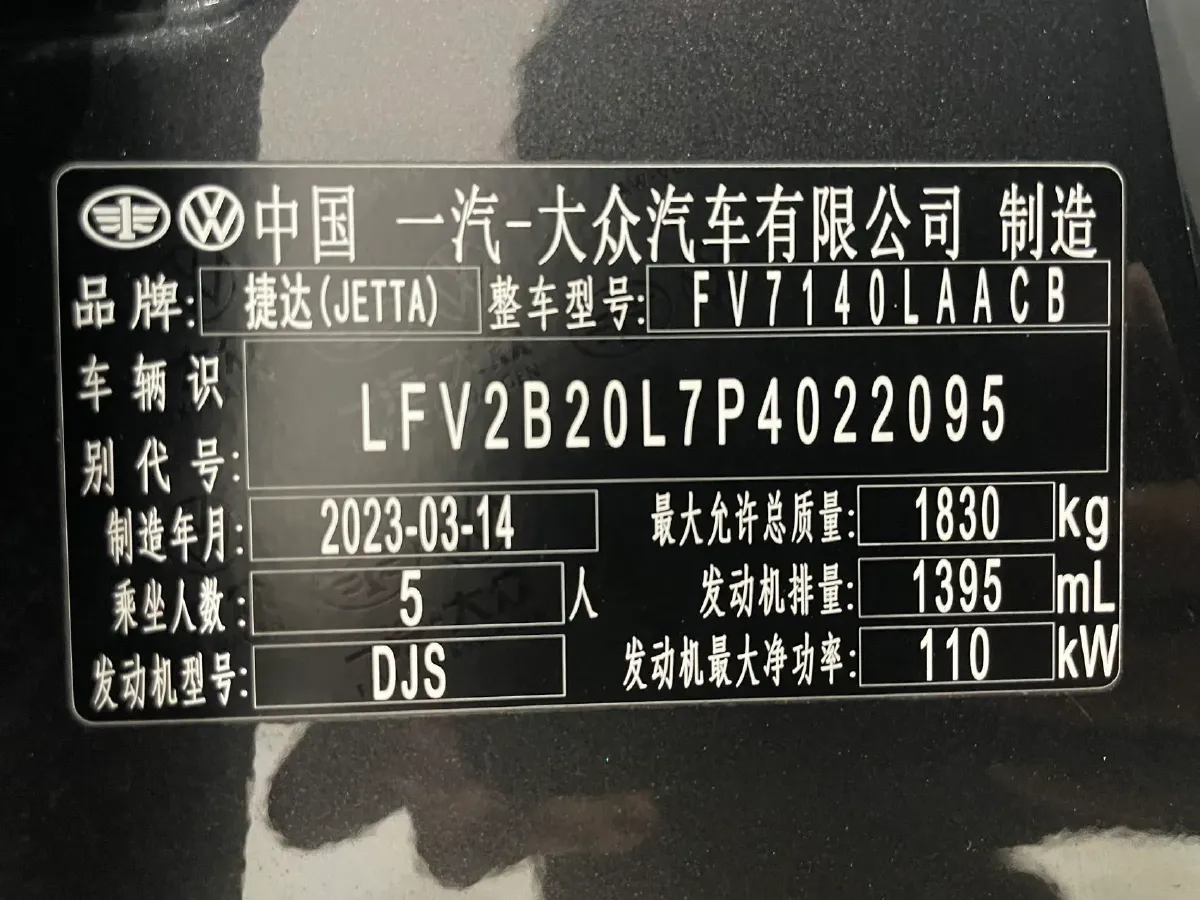 中国 一汽-大众汽车有限公司 制造
品牌: 捷达(JETTA) 整车型号: FV7140LAACB
车辆识别代号: LFV2B20L7P4022095
制造年月: 2023-03-14 最大允许总质量: 1830 kg
乘坐人数: 5 人 发动机排量: 1395 mL
发动机型号: DJS 发动机最大净功率: 110 kW